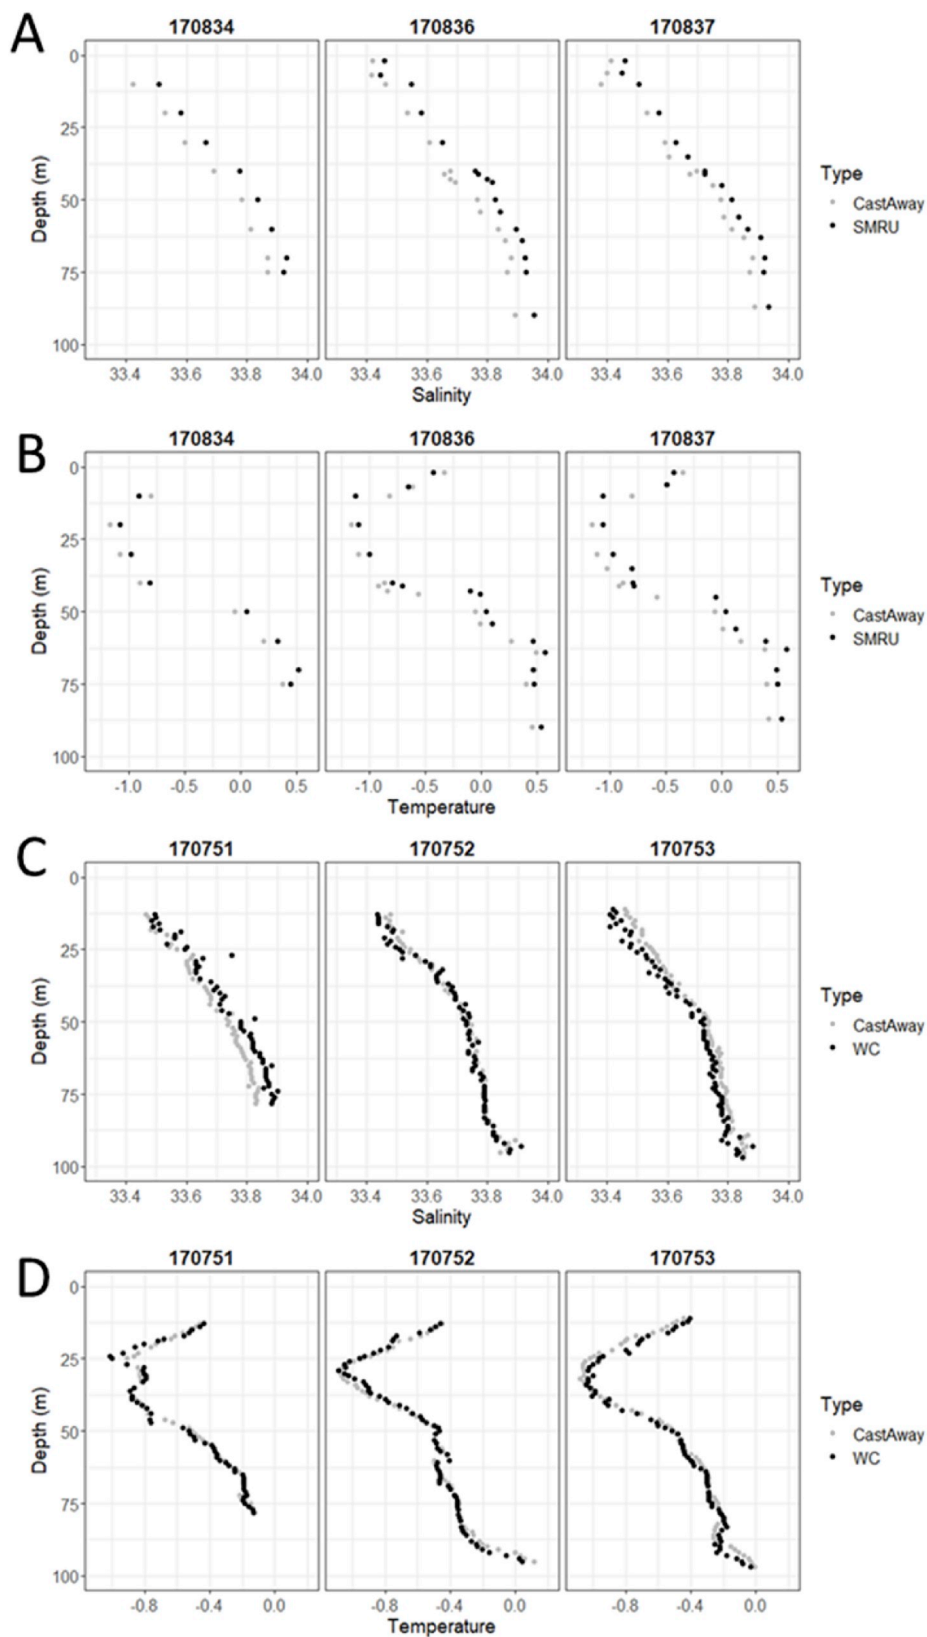 A
170834 170836 170837
0
25
50
75
100
Depth (m)
33.4 33.6 33.8 34.0 33.4 33.6 33.8 34.0 33.4 33.6 33.8 34.0
Salinity
Type
CastAway
SMRU
B
170834 170836 170837
0
25
50
75
100
Depth (m)
-1.0 -0.5 0.0 0.5 -1.0 -0.5 0.0 0.5 -1.0 -0.5 0.0 0.5
Temperature
Type
CastAway
SMRU
C
170751 170752 170753
0
25
50
75
100
Depth (m)
33.4 33.6 33.8 34.0 33.4 33.6 33.8 34.0 33.4 33.6 33.8 34.0
Salinity
Type
CastAway
WC
D
170751 170752 170753
0
25
50
75
100
Depth (m)
-0.8 -0.4 0.0 -0.8 -0.4 0.0 -0.8 -0.4 0.0
Temperature
Type
CastAway
WC